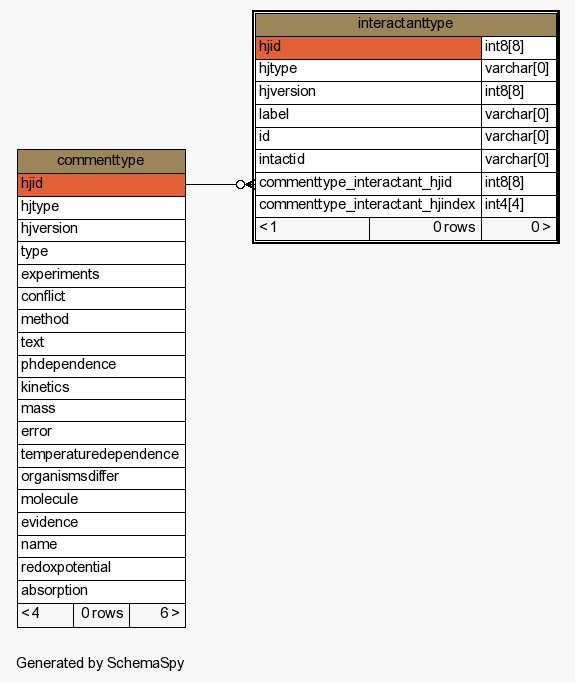 interactanttype
hjid int8[8]
hjtype varchar[0]
hjversion int8[8]
label varchar[0]
id varchar[0]
intactid varchar[0]
commenttype_interactant_hjid int8[8]
commenttype_interactant_hjindex int4[4]
< 1 0 rows 0 >
commenttype
hjid
hjtype
hjversion
type
experiments
conflict
method
text
phdependence
kinetics
mass
error
temperaturedependence
organismsdiffer
molecule
evidence
name
redoxpotential
absorption
< 4 0 rows 6 >
Generated by SchemaSpy